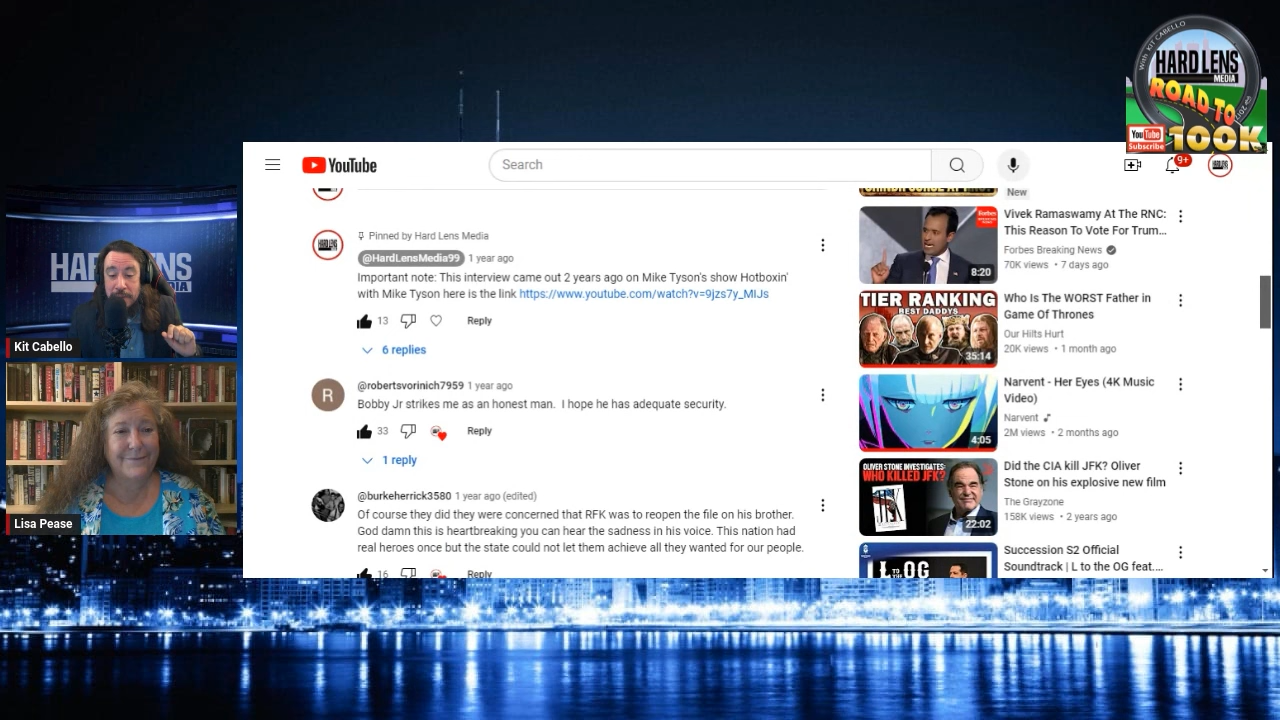 With KIT CABELLO
HARD LENS
MEDIA
ROAD TO
100K
YouTube
Subscribe
YouTube
Search
9+
New
Pinned by Hard Lens Media
@HardLensMedia99 1 year ago
Important note: This interview came out 2 years ago on Mike Tyson's show Hotboxin'
with Mike Tyson here is the link https://www.youtube.com/watch?v=9jzs7y_MIJs
13 Reply
6 replies
R
@robertsvorinich7959 1 year ago
Bobby Jr strikes me as an honest man. I hope he has adequate security.
33 Reply
1 reply
@burkeherrick3580 1 year ago (edited)
Of course they did they were concerned that RFK was to reopen the file on his brother.
God damn this is heartbreaking you can hear the sadness in his voice. This nation had
real heroes once but the state could not let them achieve all they wanted for our people.
16 Reply
Forbes
8:20
Vivek Ramaswamy At The RNC:
This Reason To Vote For Trum...
Forbes Breaking News
70K views • 7 days ago
TIER RANKING
BEST DADDYS
35:14
Who Is The WORST Father in
Game Of Thrones
Our Hilts Hurt
20K views • 1 month ago
4:05
Narvent - Her Eyes (4K Music
Video)
Narvent
2M views • 2 months ago
OLIVER STONE INVESTIGATES:
WHO KILLED JFK?
22:02
Did the CIA kill JFK? Oliver
Stone on his explosive new film
The Grayzone
158K views • 2 years ago
L TO THE OG
Succession S2 Official
Soundtrack | L to the OG feat....
HARD LENS
MEDIA
Kit Cabello
Lisa Pease